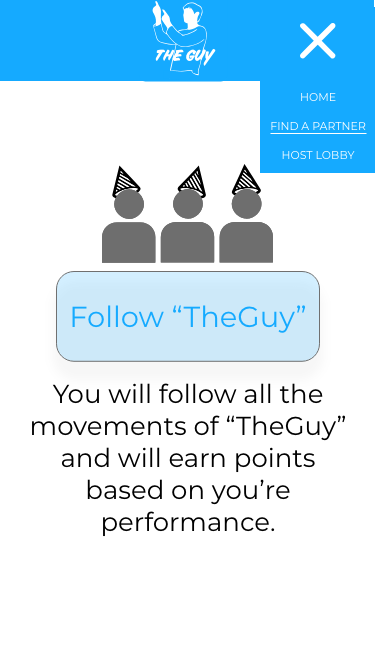 THE GUY
HOME
FIND A PARTNER
HOST LOBBY
Follow “TheGuy”
You will follow all the
movements of “TheGuy”
and will earn points
based on you’re
performance.